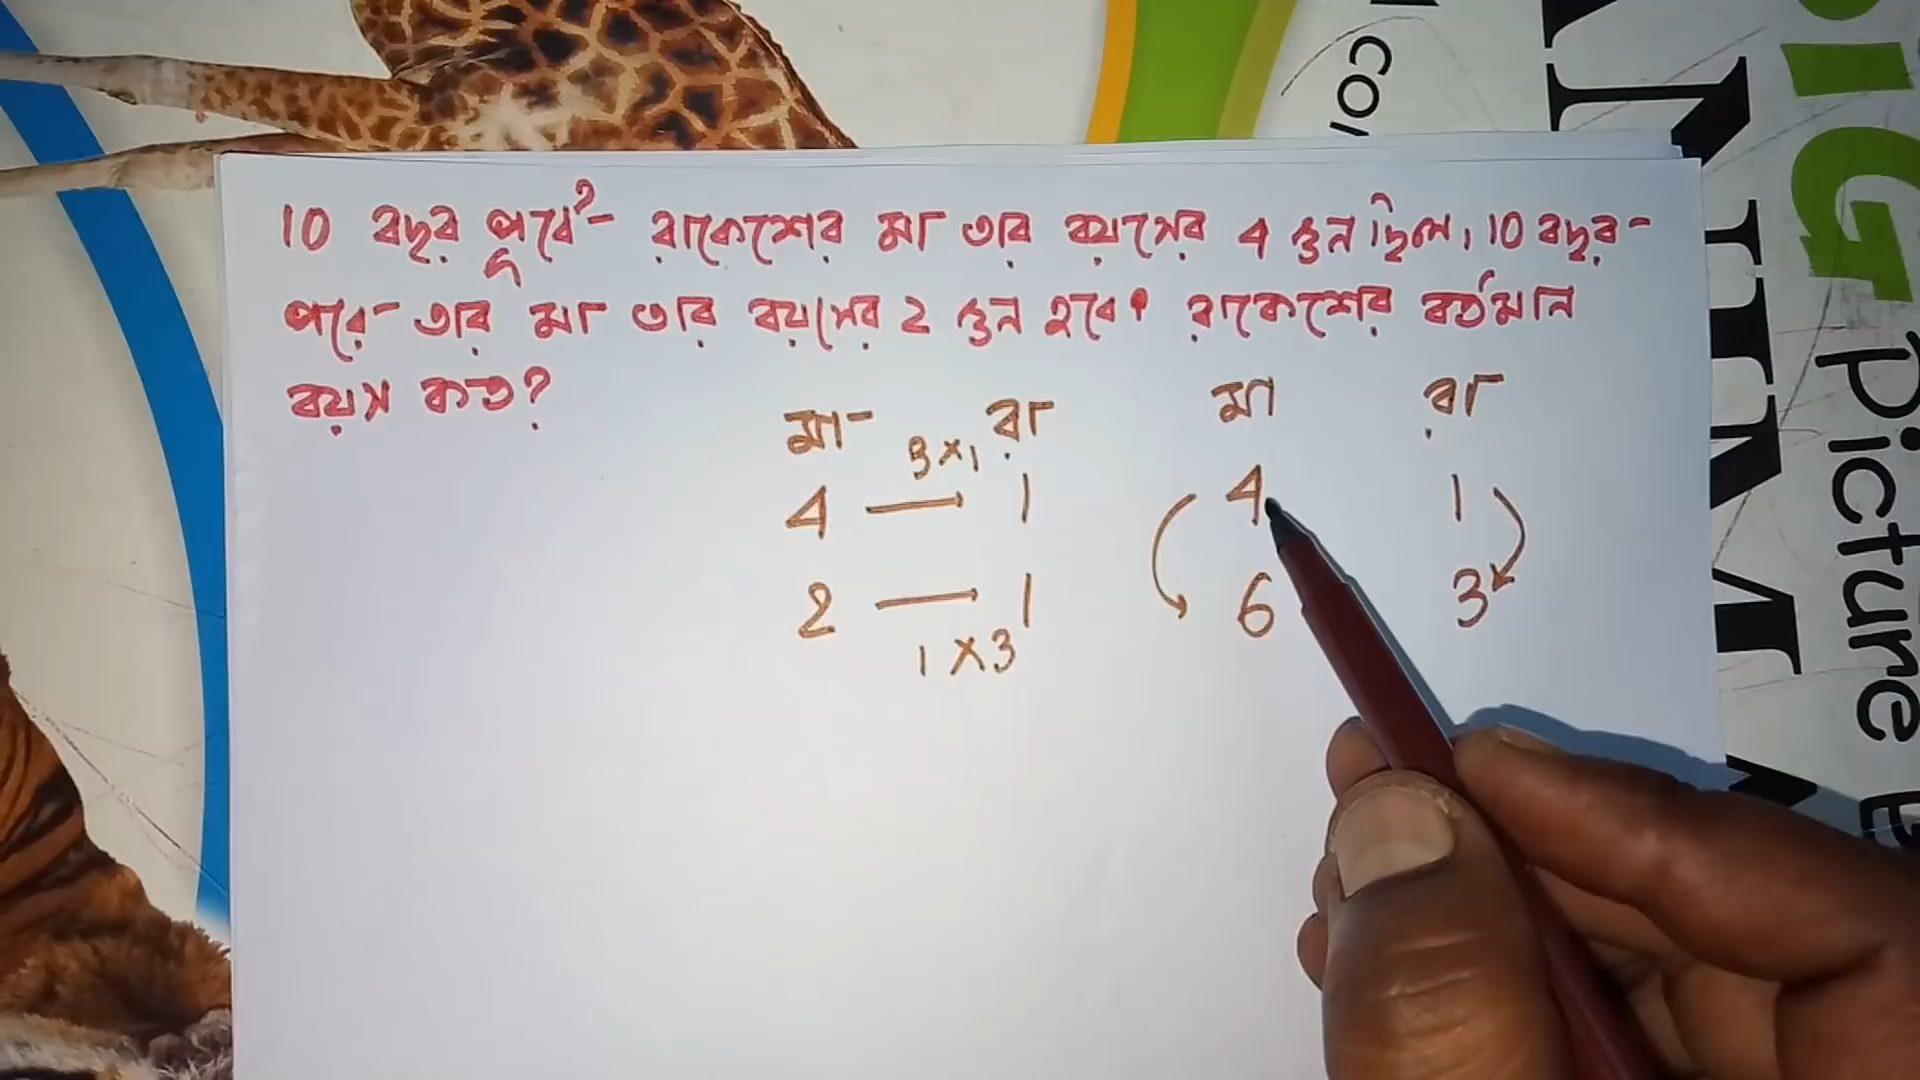 10 বছর পূর্বে রাকেশের মা তার বয়সের 4 গুন ছিল, 10 বছর
পরে তার মা তার বয়সের 2 গুন হবে। রাকেশের বর্তমান
বয়স কত?
মা রা মা রা
3×1
4 → 1 4 1
2 → 1 6 3
1 × 3
Picture